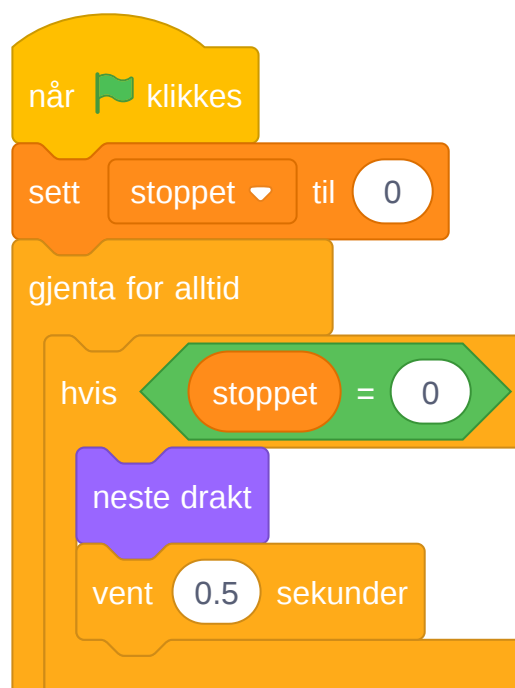 når klikkes
sett stoppet til 0
gjenta for alltid
hvis stoppet = 0
neste drakt
vent 0.5 sekunder